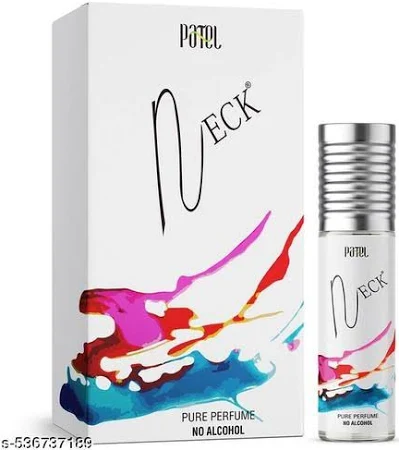 PATEL
NECK®
PURE PERFUME
NO ALCOHOL
PATEL
NECK®
PURE PERFUME
NO ALCOHOL
s-536737189